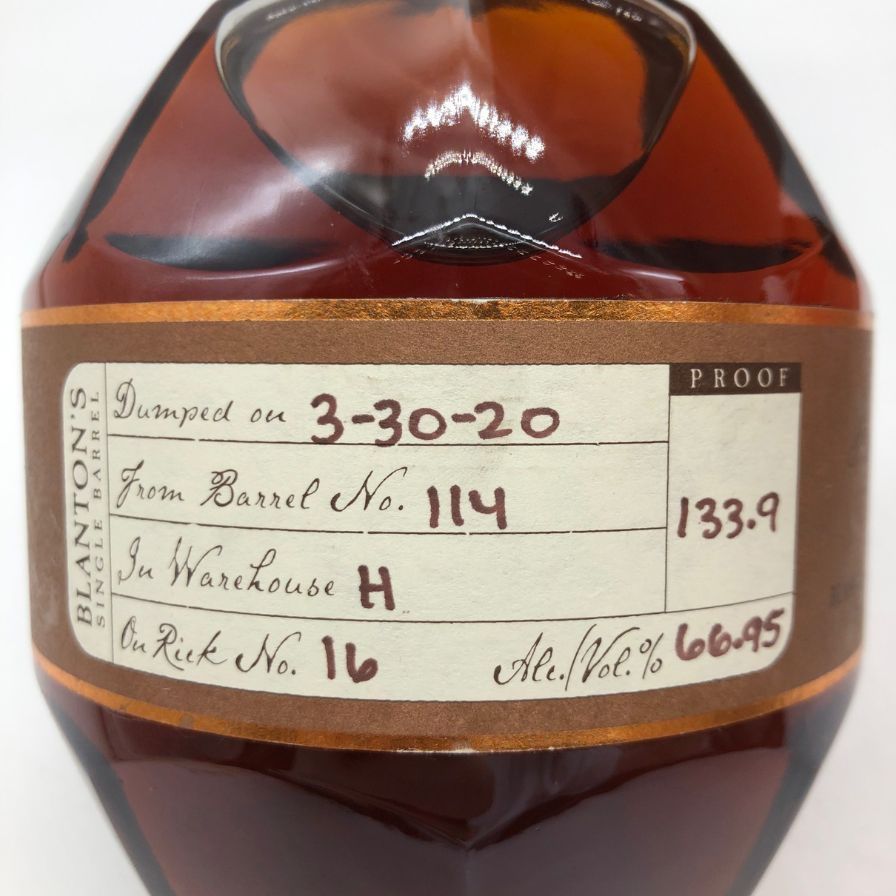 BLANTON'S
SINGLE BARREL
Dumped on 3-30-20
From Barrel No. 114
In Warehouse H
On Rick No. 16
PROOF
133.9
Alc./Vol.% 66.95